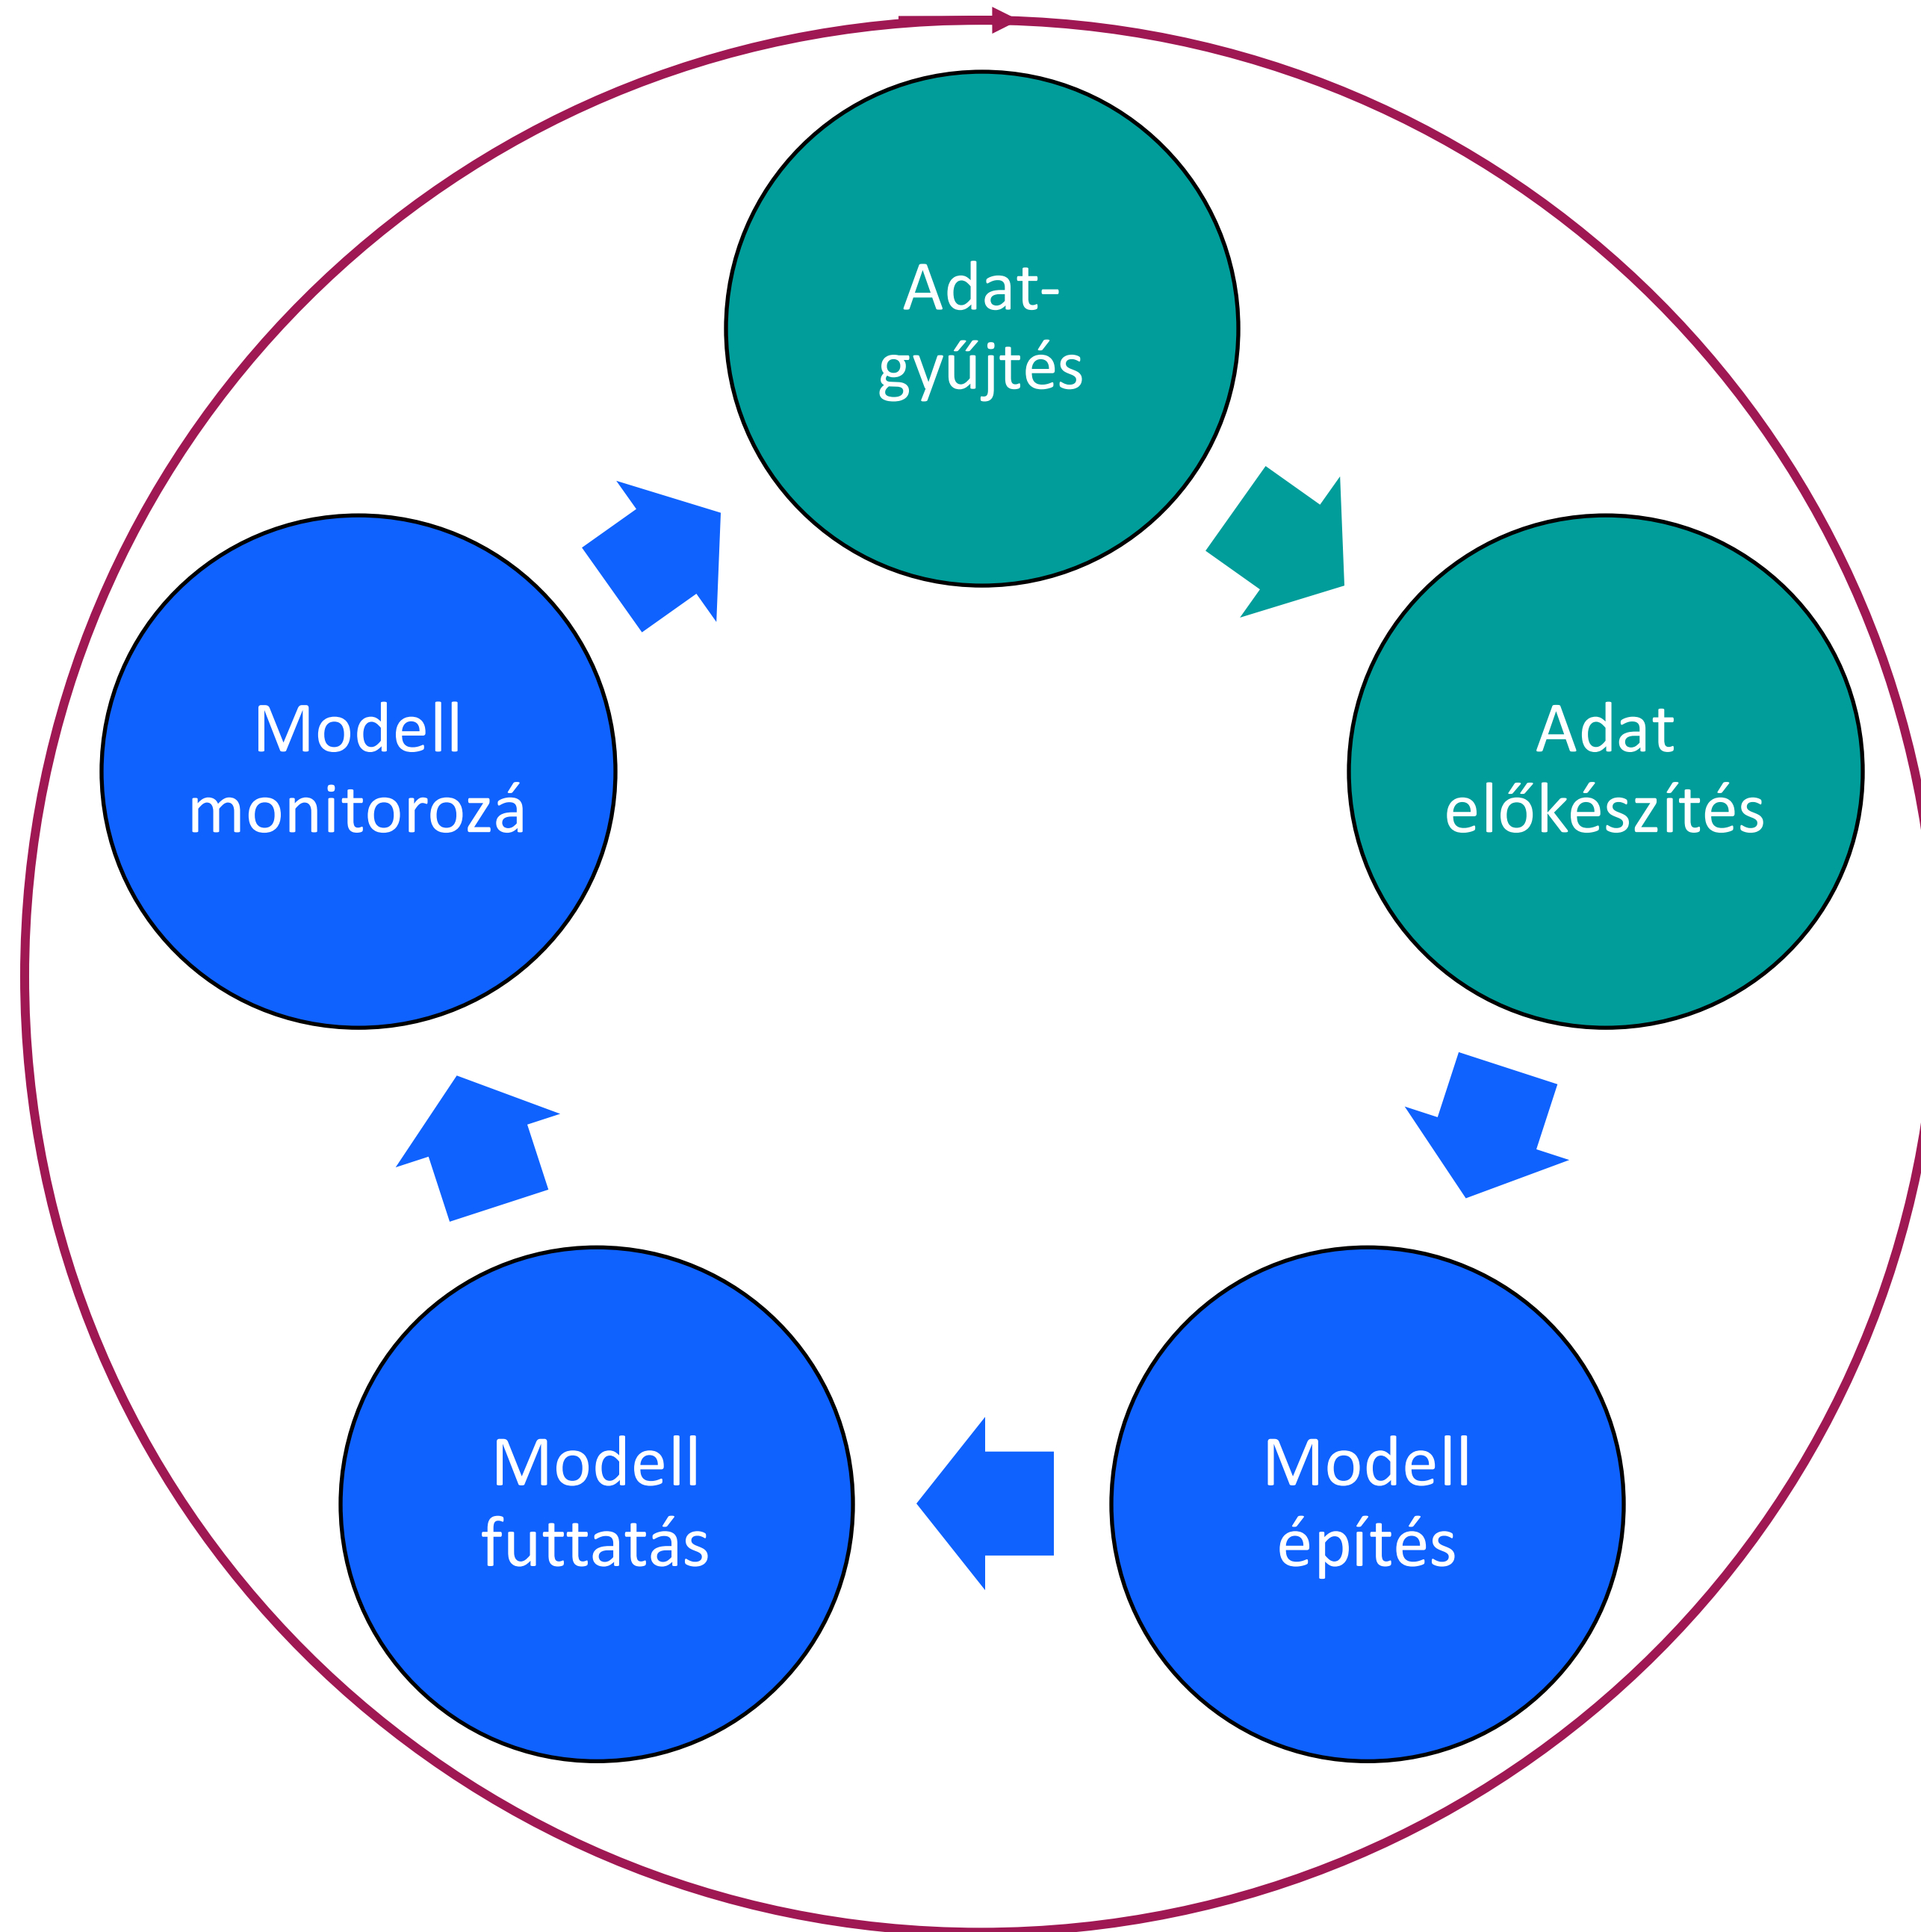 Adat-
gyűjtés
Adat
előkészítés
Modell
építés
Modell
futtatás
Modell
monitorozá